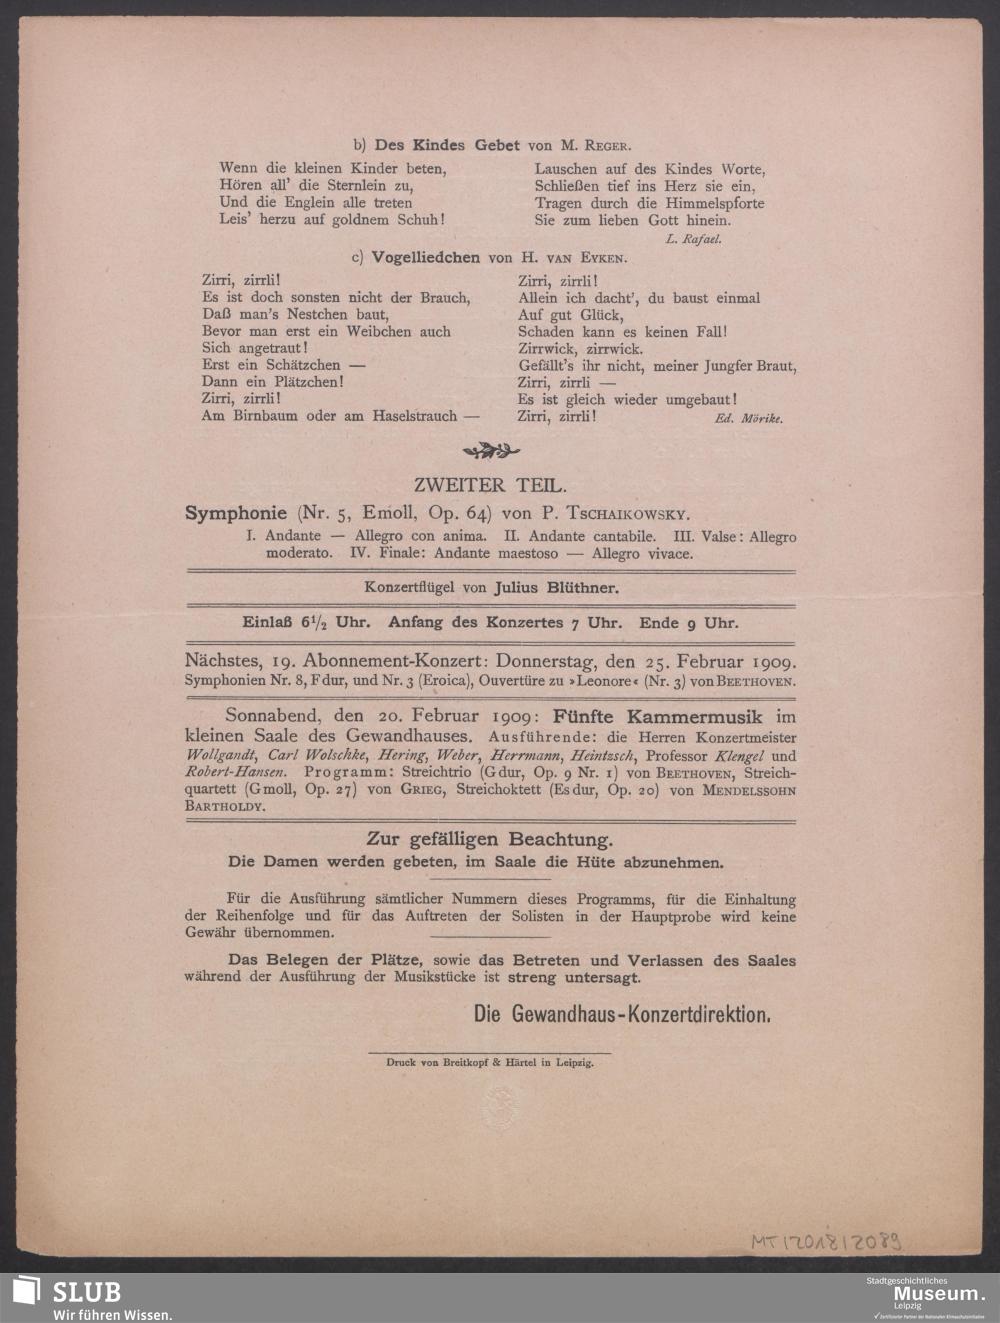 b) Des Kindes Gebet von M. REGER.
Wenn die kleinen Kinder beten,
Hören all' die Sternlein zu,
Und die Englein alle treten
Leis' herzu auf goldnem Schuh!
Lauschen auf des Kindes Worte,
Schließen tief ins Herz sie ein,
Tragen durch die Himmelspforte
Sie zum lieben Gott hinein.
L. Rafael.
c) Vogelliedchen von H. VAN EYKEN.
Zirri, zirrli!
Es ist doch sonsten nicht der Brauch,
Daß man's Nestchen baut,
Bevor man erst ein Weibchen auch
Sich angetraut!
Erst ein Schätzchen —
Dann ein Plätzchen!
Zirri, zirrli!
Am Birnbaum oder am Haselstrauch —
Zirri, zirrli!
Allein ich dacht', du baust einmal
Auf gut Glück,
Schaden kann es keinen Fall!
Zirrwick, zirrwick.
Gefällt's ihr nicht, meiner Jungfer Braut,
Zirri, zirrli —
Es ist gleich wieder umgebaut!
Zirri, zirrli! Ed. Mörike.
ZWEITER TEIL.
Symphonie (Nr. 5, Emoll, Op. 64) von P. TSCHAIKOWSKY.
I. Andante — Allegro con anima. II. Andante cantabile. III. Valse: Allegro
moderato. IV. Finale: Andante maestoso — Allegro vivace.
Konzertflügel von Julius Blüthner.
Einlaß 6½ Uhr. Anfang des Konzertes 7 Uhr. Ende 9 Uhr.
Nächstes, 19. Abonnement-Konzert: Donnerstag, den 25. Februar 1909.
Symphonien Nr. 8, Fdur, und Nr. 3 (Eroica), Ouvertüre zu »Leonore« (Nr. 3) von BEETHOVEN.
Sonnabend, den 20. Februar 1909: Fünfte Kammermusik im
kleinen Saale des Gewandhauses. Ausführende: die Herren Konzertmeister
Wollgandt, Carl Wolschke, Hering, Weber, Herrmann, Heintzsch, Professor Klengel und
Robert-Hansen. Programm: Streichtrio (Gdur, Op. 9 Nr. 1) von BEETHOVEN, Streich-
quartett (Gmoll, Op. 27) von GRIEG, Streichoktett (Es dur, Op. 20) von MENDELSSOHN
BARTHOLDY.
Zur gefälligen Beachtung.
Die Damen werden gebeten, im Saale die Hüte abzunehmen.
Für die Ausführung sämtlicher Nummern dieses Programms, für die Einhaltung
der Reihenfolge und für das Auftreten der Solisten in der Hauptprobe wird keine
Gewähr übernommen.
Das Belegen der Plätze, sowie das Betreten und Verlassen des Saales
während der Ausführung der Musikstücke ist streng untersagt.
Die Gewandhaus-Konzertdirektion.
Druck von Breitkopf & Härtel in Leipzig.
MT/2018/2089
SLUB
Wir führen Wissen.
Stadtgeschichtliches
Museum.
Leipzig
Zertifizierter Partner der Nationalen Klimaschutzinitiative